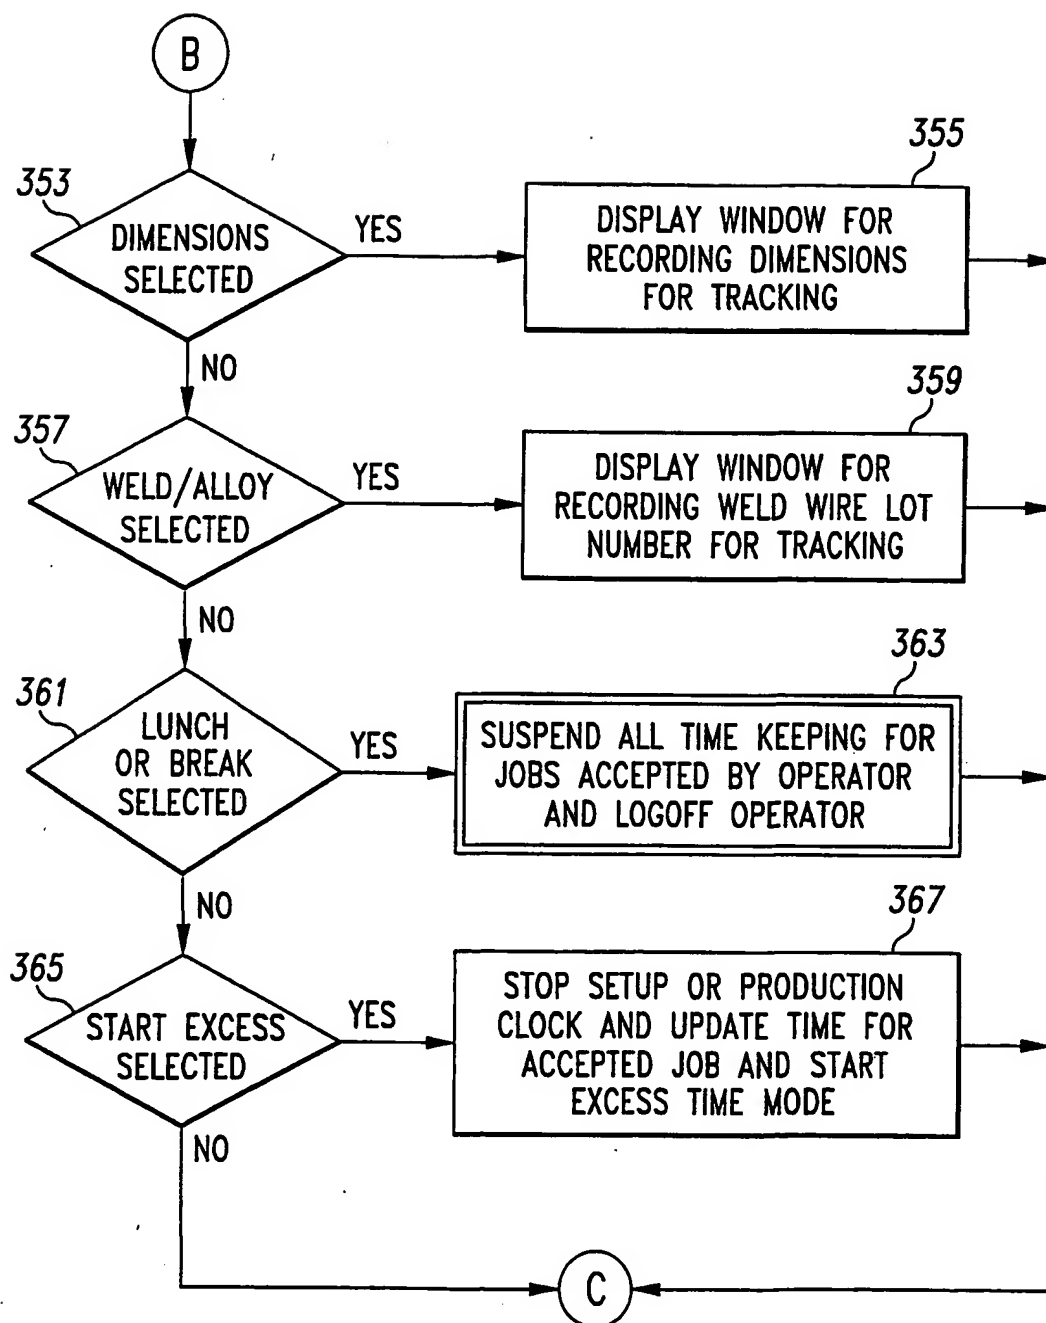 B
353
DIMENSIONS
SELECTED
YES
NO
355
DISPLAY WINDOW FOR
RECORDING DIMENSIONS
FOR TRACKING
357
WELD/ALLOY
SELECTED
YES
NO
359
DISPLAY WINDOW FOR
RECORDING WELD WIRE LOT
NUMBER FOR TRACKING
361
LUNCH
OR BREAK
SELECTED
YES
NO
363
SUSPEND ALL TIME KEEPING FOR
JOBS ACCEPTED BY OPERATOR
AND LOGOFF OPERATOR
365
START EXCESS
SELECTED
YES
NO
367
STOP SETUP OR PRODUCTION
CLOCK AND UPDATE TIME FOR
ACCEPTED JOB AND START
EXCESS TIME MODE
C